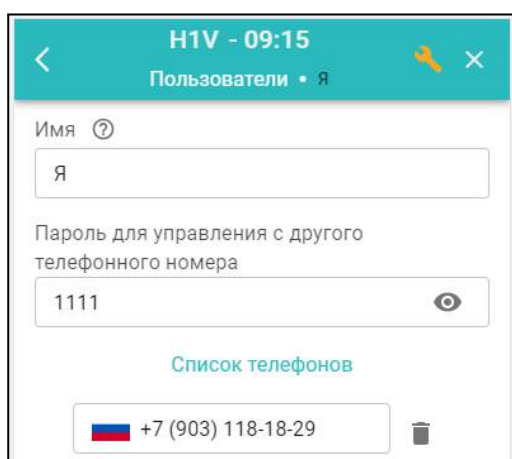 H1V - 09:15
Пользователи • Я
Имя
Я
Пароль для управления с другого
телефонного номера
1111
Список телефонов
+7 (903) 118-18-29